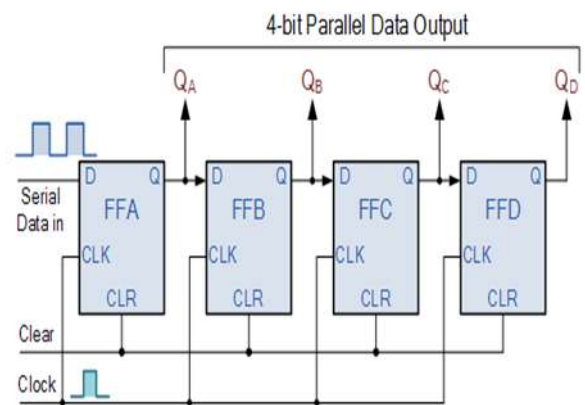 4-bit Parallel Data Output
QA QB QC QD
D Q D Q D Q D Q
Serial
Data in
FFA FFB FFC FFD
CLK CLK CLK CLK
CLR CLR CLR CLR
Clear
Clock